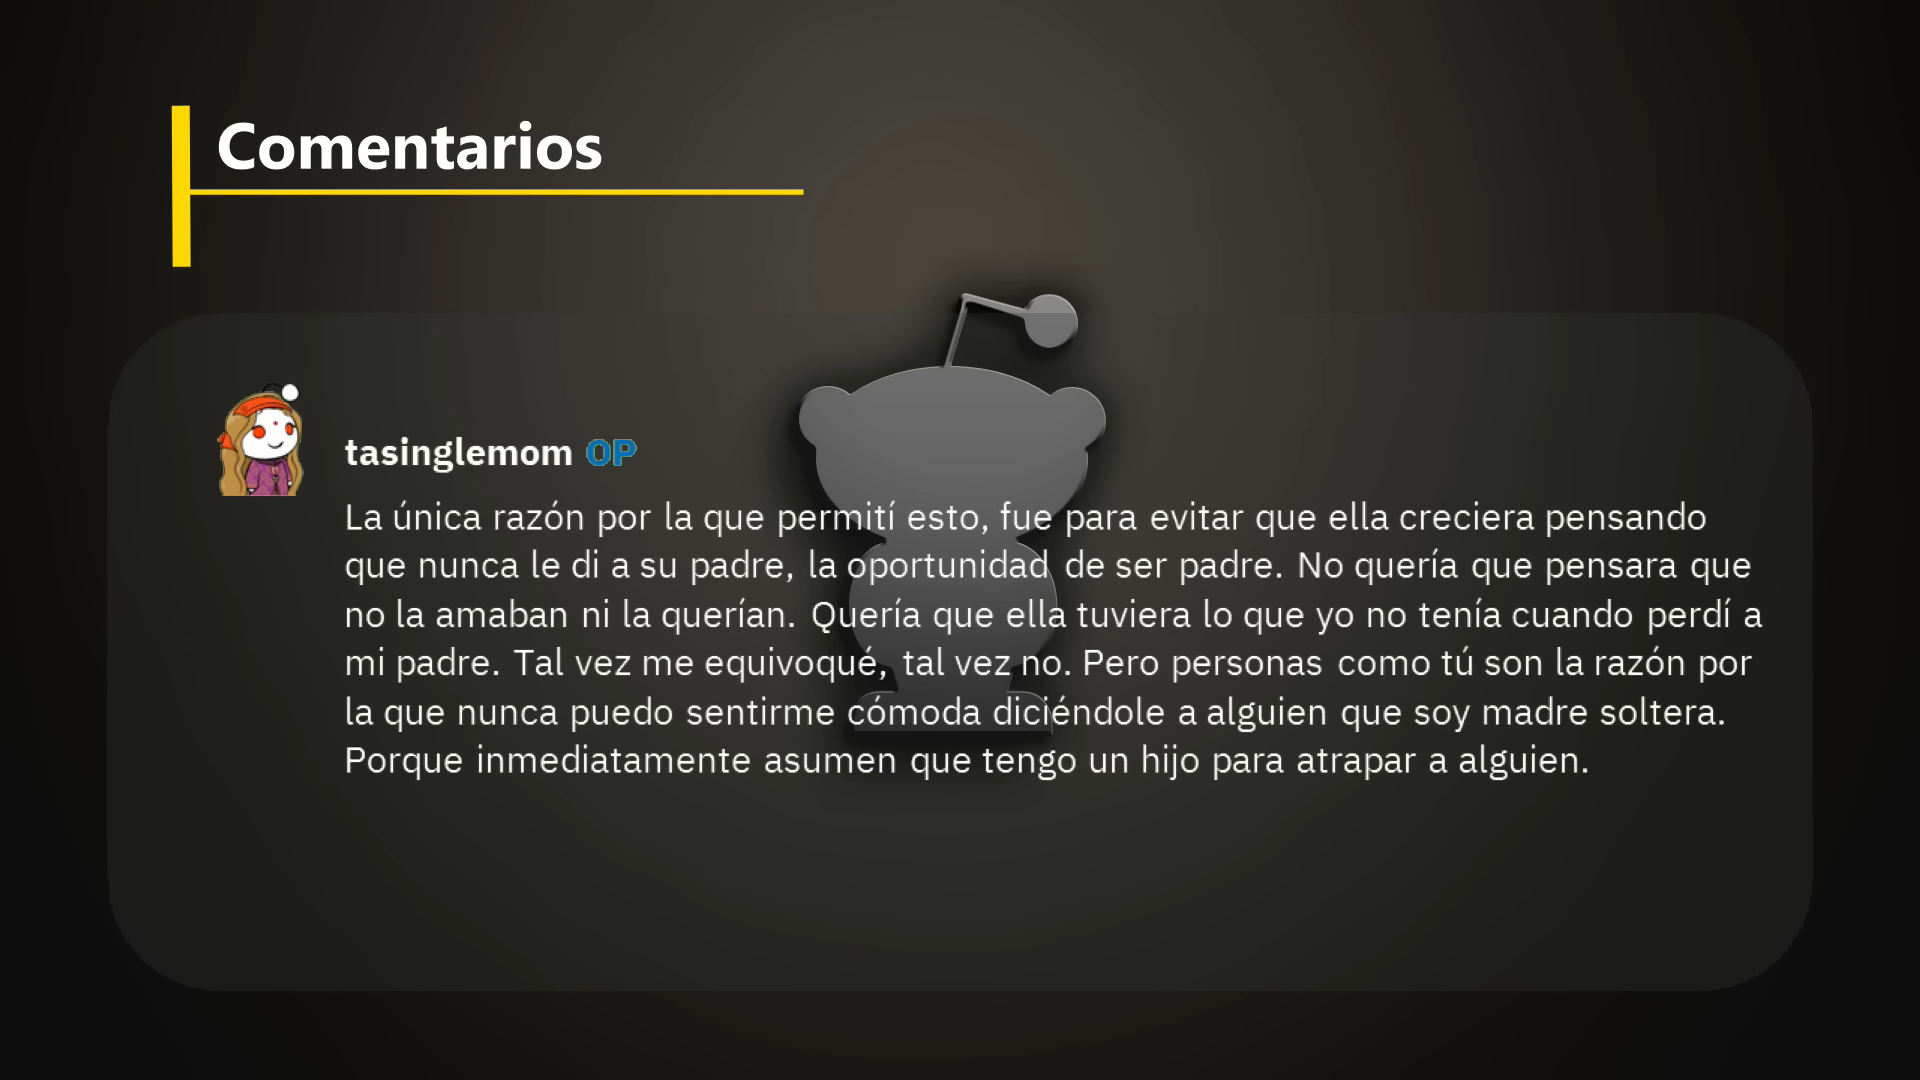 Comentarios
tasinglemom OP
La única razón por la que permití esto, fue para evitar que ella creciera pensando
que nunca le di a su padre, la oportunidad de ser padre. No quería que pensara que
no la amaban ni la querían. Quería que ella tuviera lo que yo no tenía cuando perdí a
mi padre. Tal vez me equivoqué, tal vez no. Pero personas como tú son la razón por
la que nunca puedo sentirme cómoda diciéndole a alguien que soy madre soltera.
Porque inmediatamente asumen que tengo un hijo para atrapar a alguien.